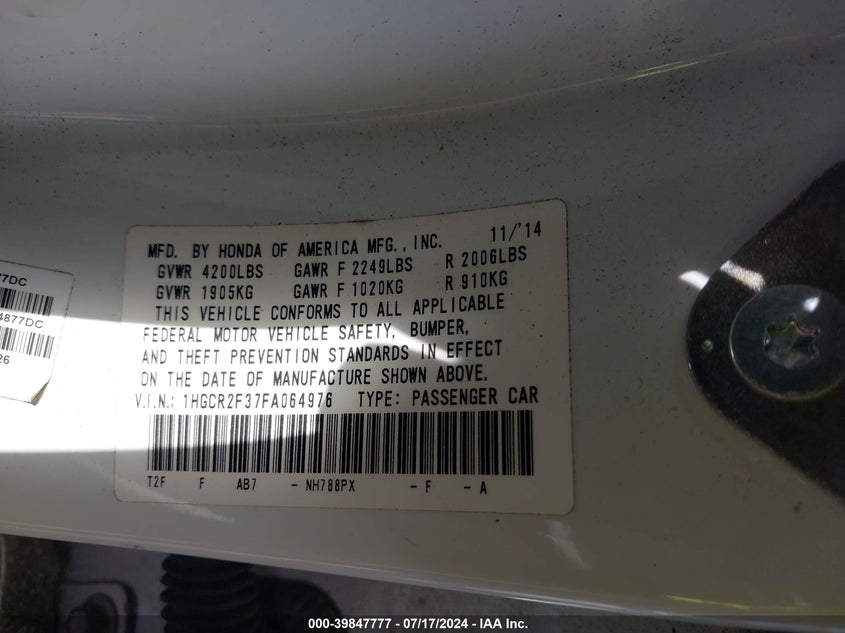 MFD. BY HONDA OF AMERICA MFG., INC. 11/'14
GVWR 4200LBS GAWR F 2249LBS R 2006LBS
GVWR 1905KG GAWR F 1020KG R 910KG
THIS VEHICLE CONFORMS TO ALL APPLICABLE
FEDERAL MOTOR VEHICLE SAFETY, BUMPER,
AND THEFT PREVENTION STANDARDS IN EFFECT
ON THE DATE OF MANUFACTURE SHOWN ABOVE.
V.I.N.: 1HGCR2F37FA064976 TYPE: PASSENGER CAR
T2F F AB7 - NH788PX - F - A
77DC
4877DC
26
000-39847777 - 07/17/2024 - IAA Inc.